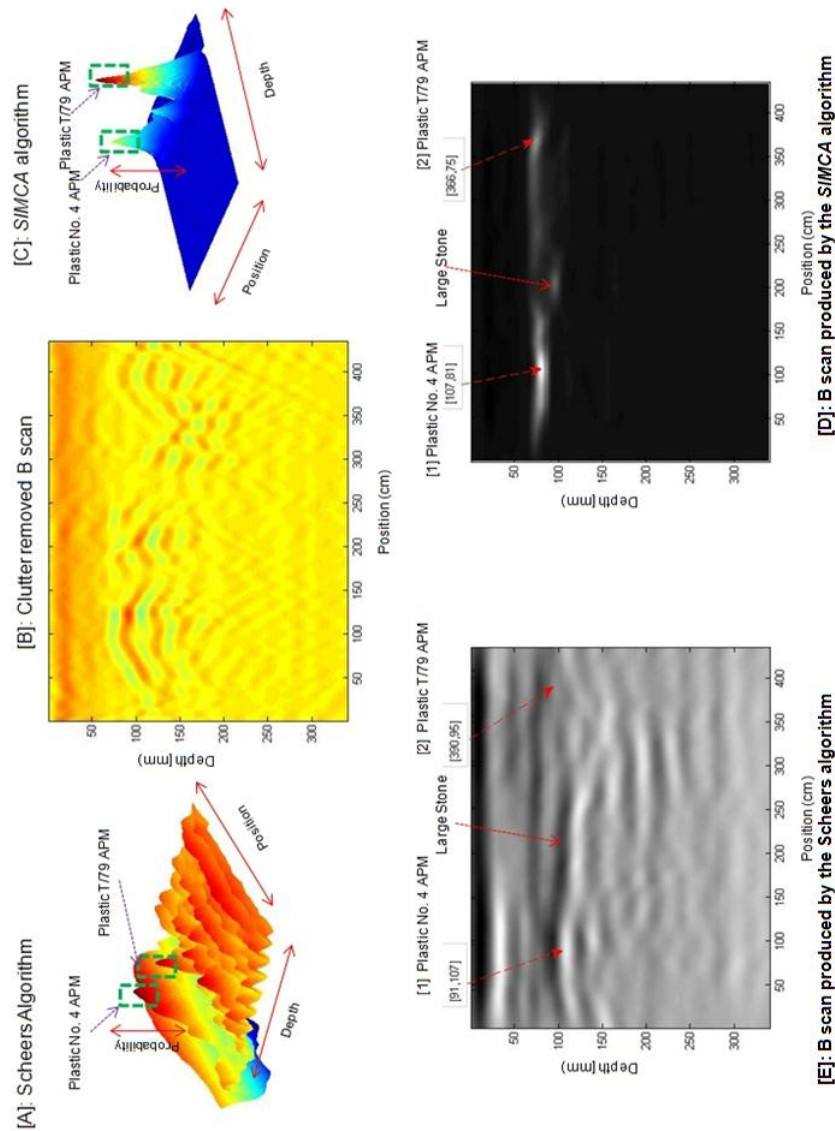 [A]: Scheers Algorithm
Plastic No. 4 APM
Plastic T/79 APM
Probability
Depth
Position
[B]: Clutter removed B scan
Depth[mm)
50
100
150
200
250
300
50
100
150
200
250
300
350
400
Position (cm)
[C]: SIMCA algorithm
Plastic No. 4 APM
Plastic T/79 APM
Probability
Position
Depth
[1] Plastic No. 4 APM
Large Stone
[2] Plastic T/79 APM
[91,107]
[390,95]
Depth[mm)
50
100
150
200
250
300
50
100
150
200
250
300
350
400
Position (cm)
[E]: B scan produced by the Scheers algorithm
[1] Plastic No. 4 APM
Large Stone
[2] Plastic T/79 APM
[107,81]
[366,75]
Depth[mm)
50
100
150
200
250
300
50
100
150
200
250
300
350
400
Position (cm)
[D]: B scan produced by the SIMCA algorithm